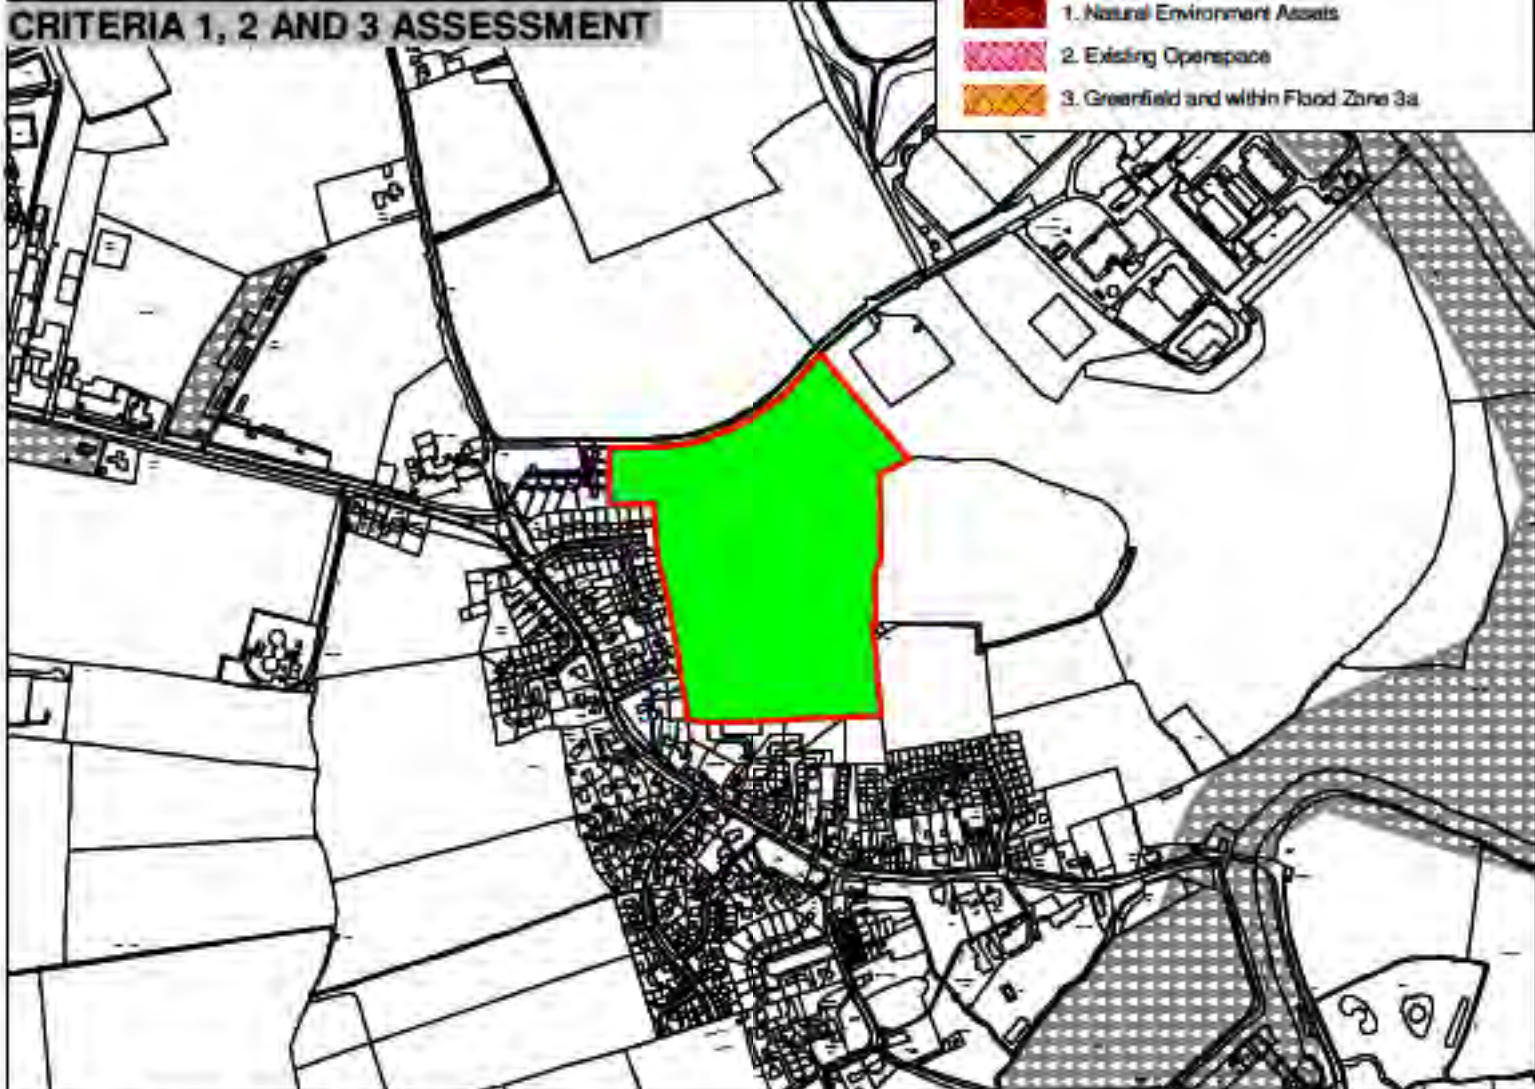 CRITERIA 1, 2 AND 3 ASSESSMENT
1. Natural Environment Assets
2. Existing Openspace
3. Greenfield and within Flood Zone 3a